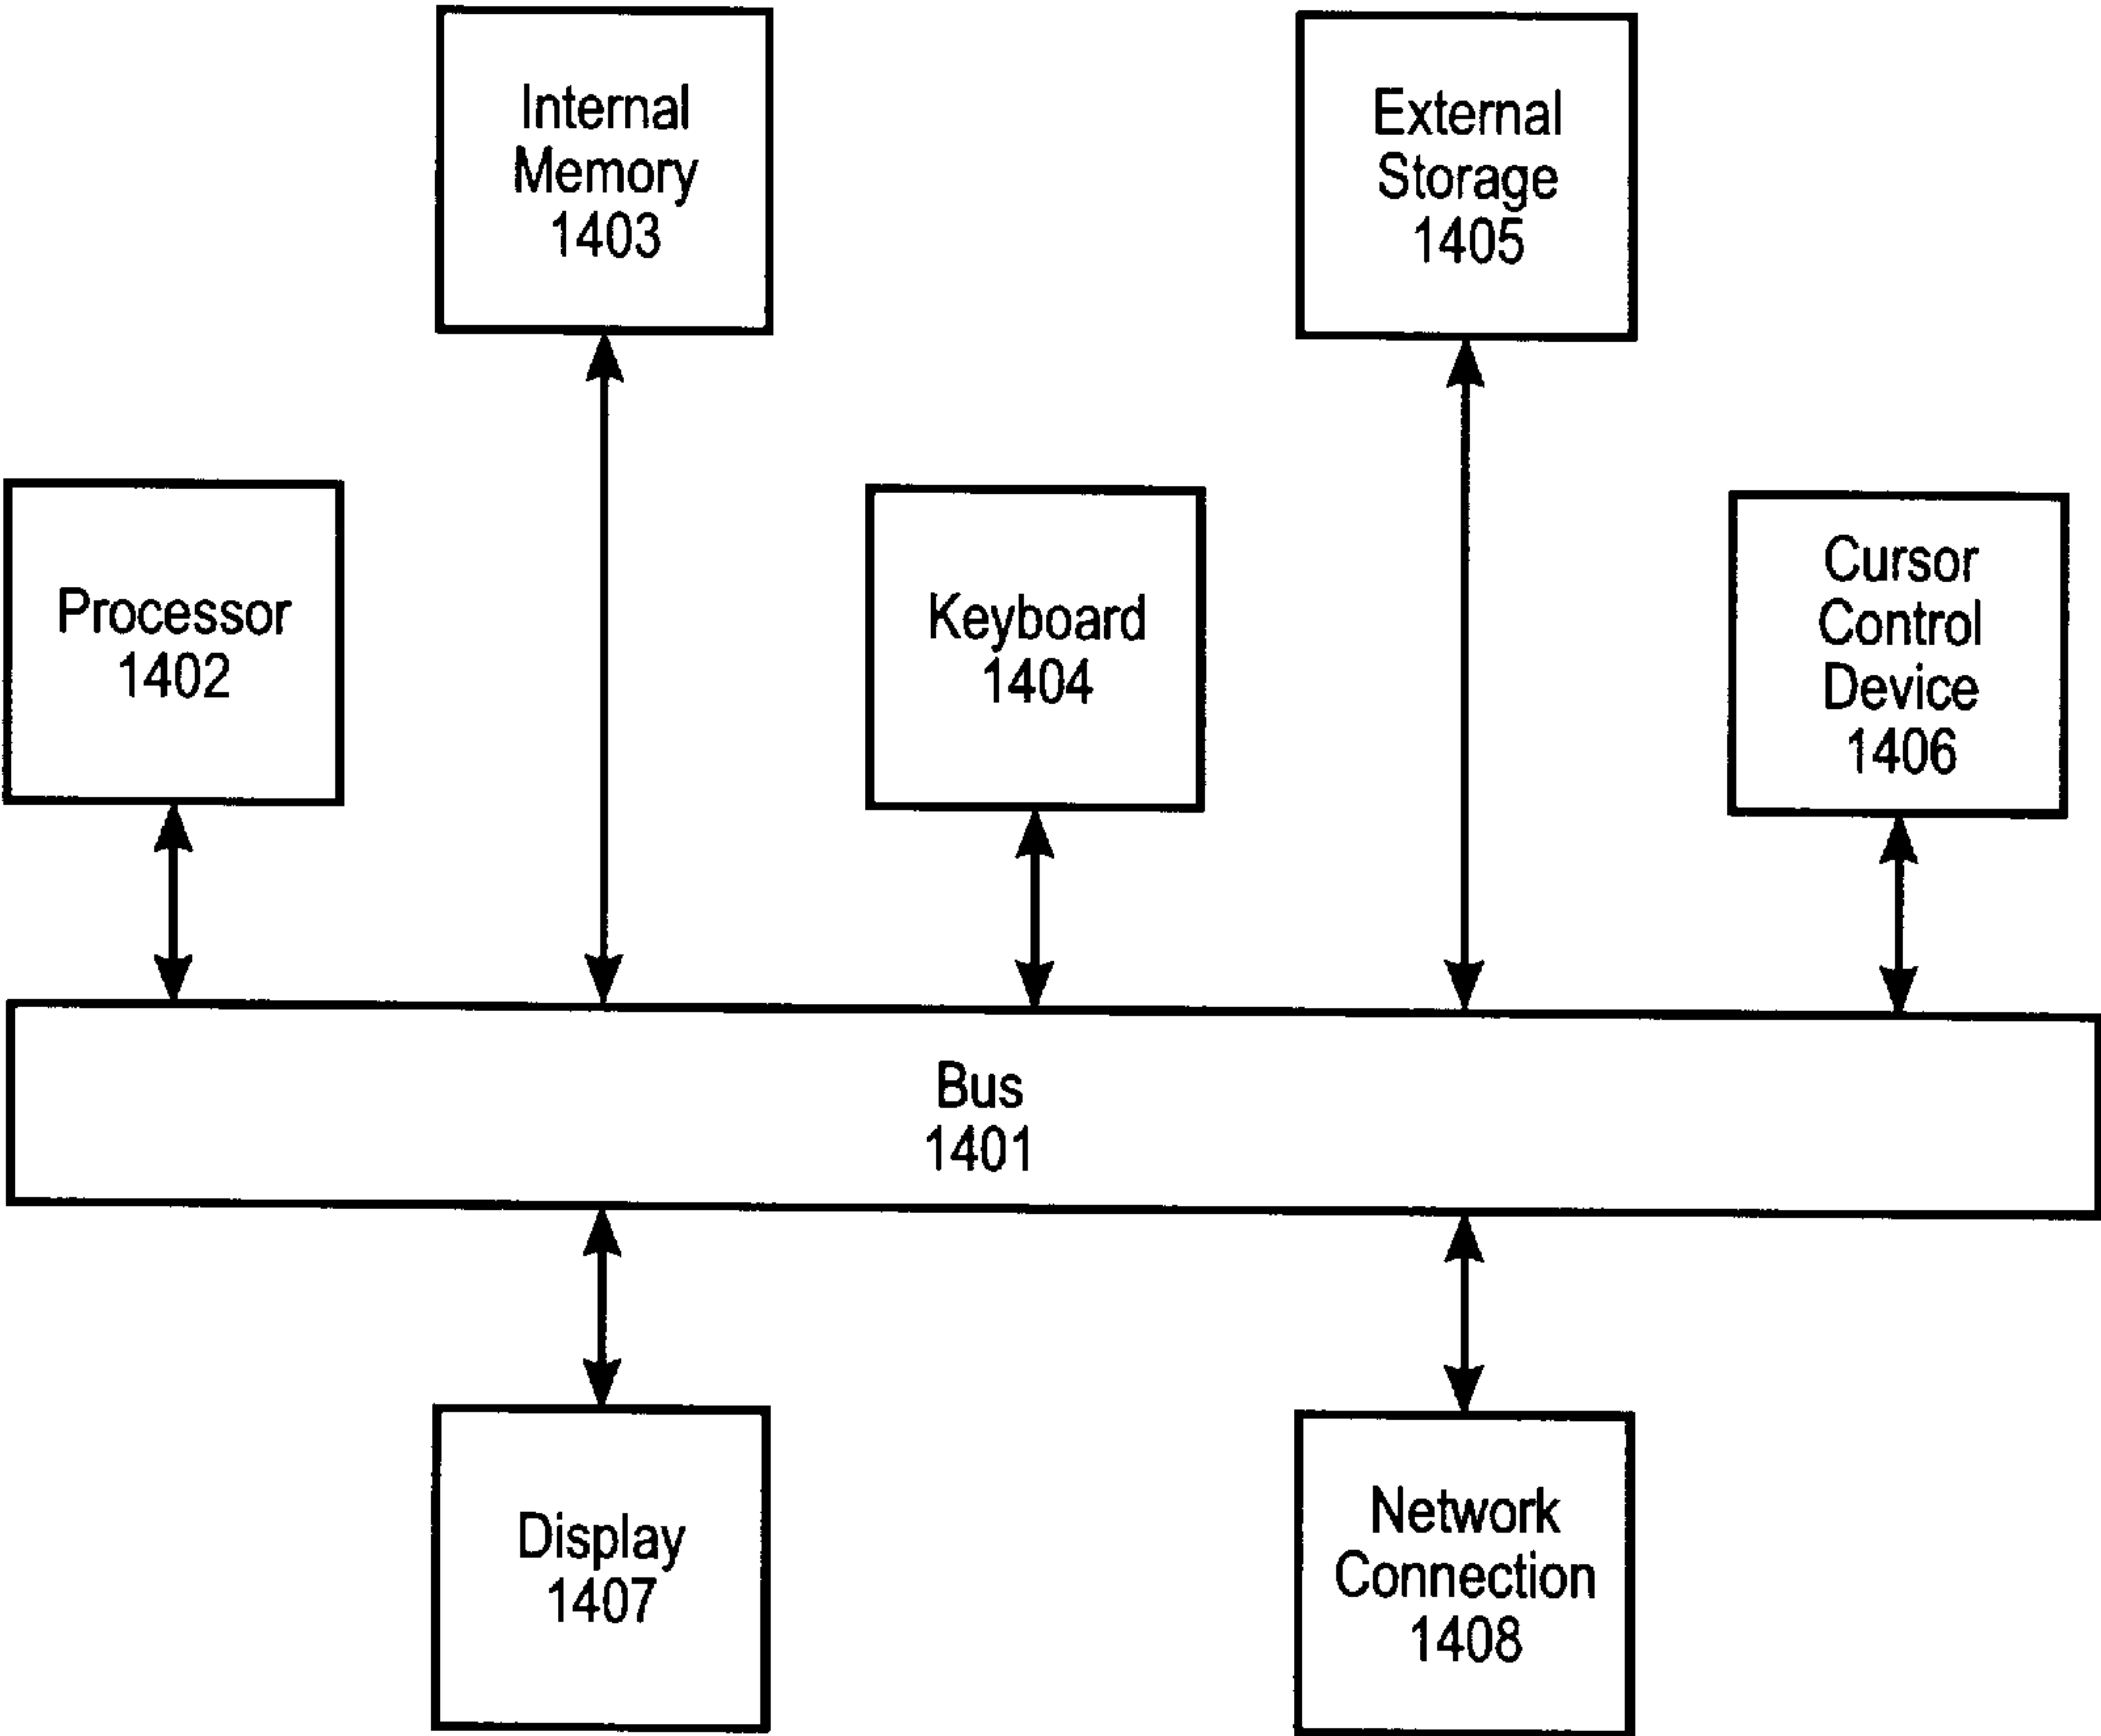 Internal
Memory
1403
External
Storage
1405
Processor
1402
Keyboard
1404
Cursor
Control
Device
1406
Bus
1401
Display
1407
Network
Connection
1408